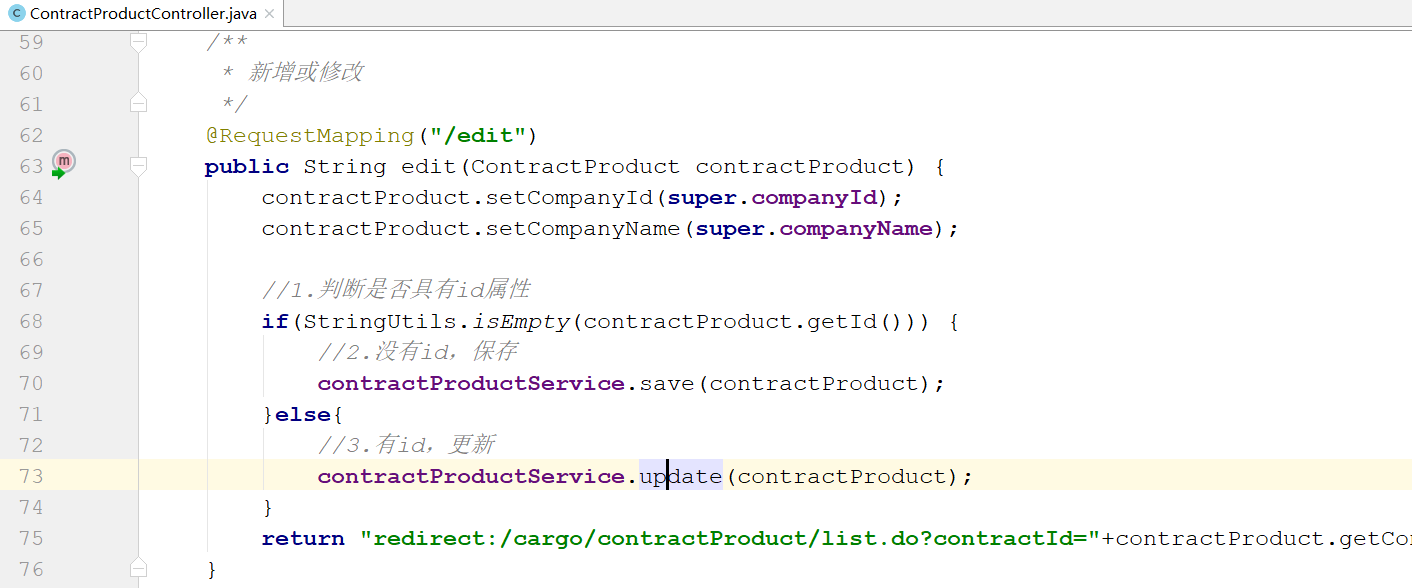 ContractProductController.java
59 /**
60 * 新增或修改
61 */
62 @RequestMapping("/edit")
63 public String edit(ContractProduct contractProduct) {
64 contractProduct.setCompanyId(super.companyId);
65 contractProduct.setCompanyName(super.companyName);
66
67 //1.判断是否具有id属性
68 if(StringUtils.isEmpty(contractProduct.getId())) {
69 //2.没有id，保存
70 contractProductService.save(contractProduct);
71 }else{
72 //3.有id，更新
73 contractProductService.update(contractProduct);
74 }
75 return "redirect:/cargo/contractProduct/list.do?contractId="+contractProduct.getCo
76 }